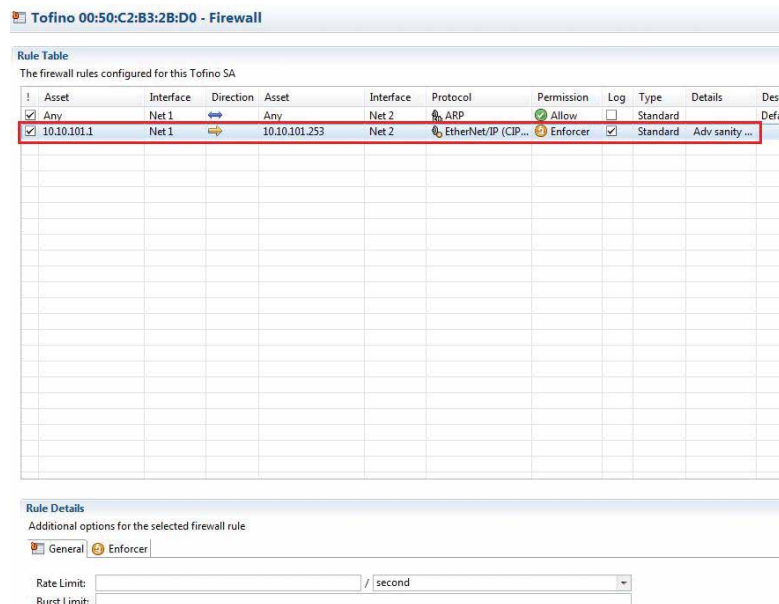 Tofino 00:50:C2:B3:2B:D0 - Firewall
Rule Table
The firewall rules configured for this Tofino SA
! Asset Interface Direction Asset Interface Protocol Permission Log Type Details Des
Any Net 1 Any Net 2 ARP Allow Standard Defa
10.10.101.1 Net 1 10.10.101.253 Net 2 EtherNet/IP (CIP... Enforcer Standard Adv sanity ...
Rule Details
Additional options for the selected firewall rule
General Enforcer
Rate Limit: / second
Burst Limit: